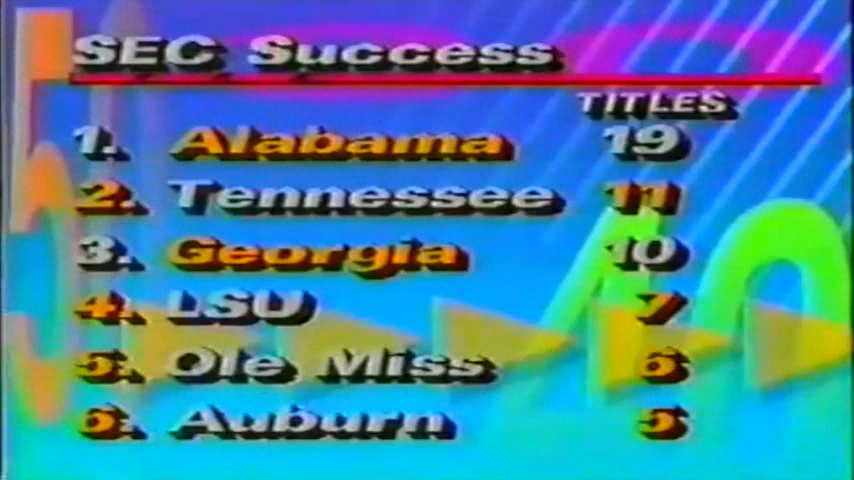 SEC Success
TITLES
1. Alabama 19
2. Tennessee 11
3. Georgia 10
4. LSU 7
5. Ole Miss 6
6. Auburn 5